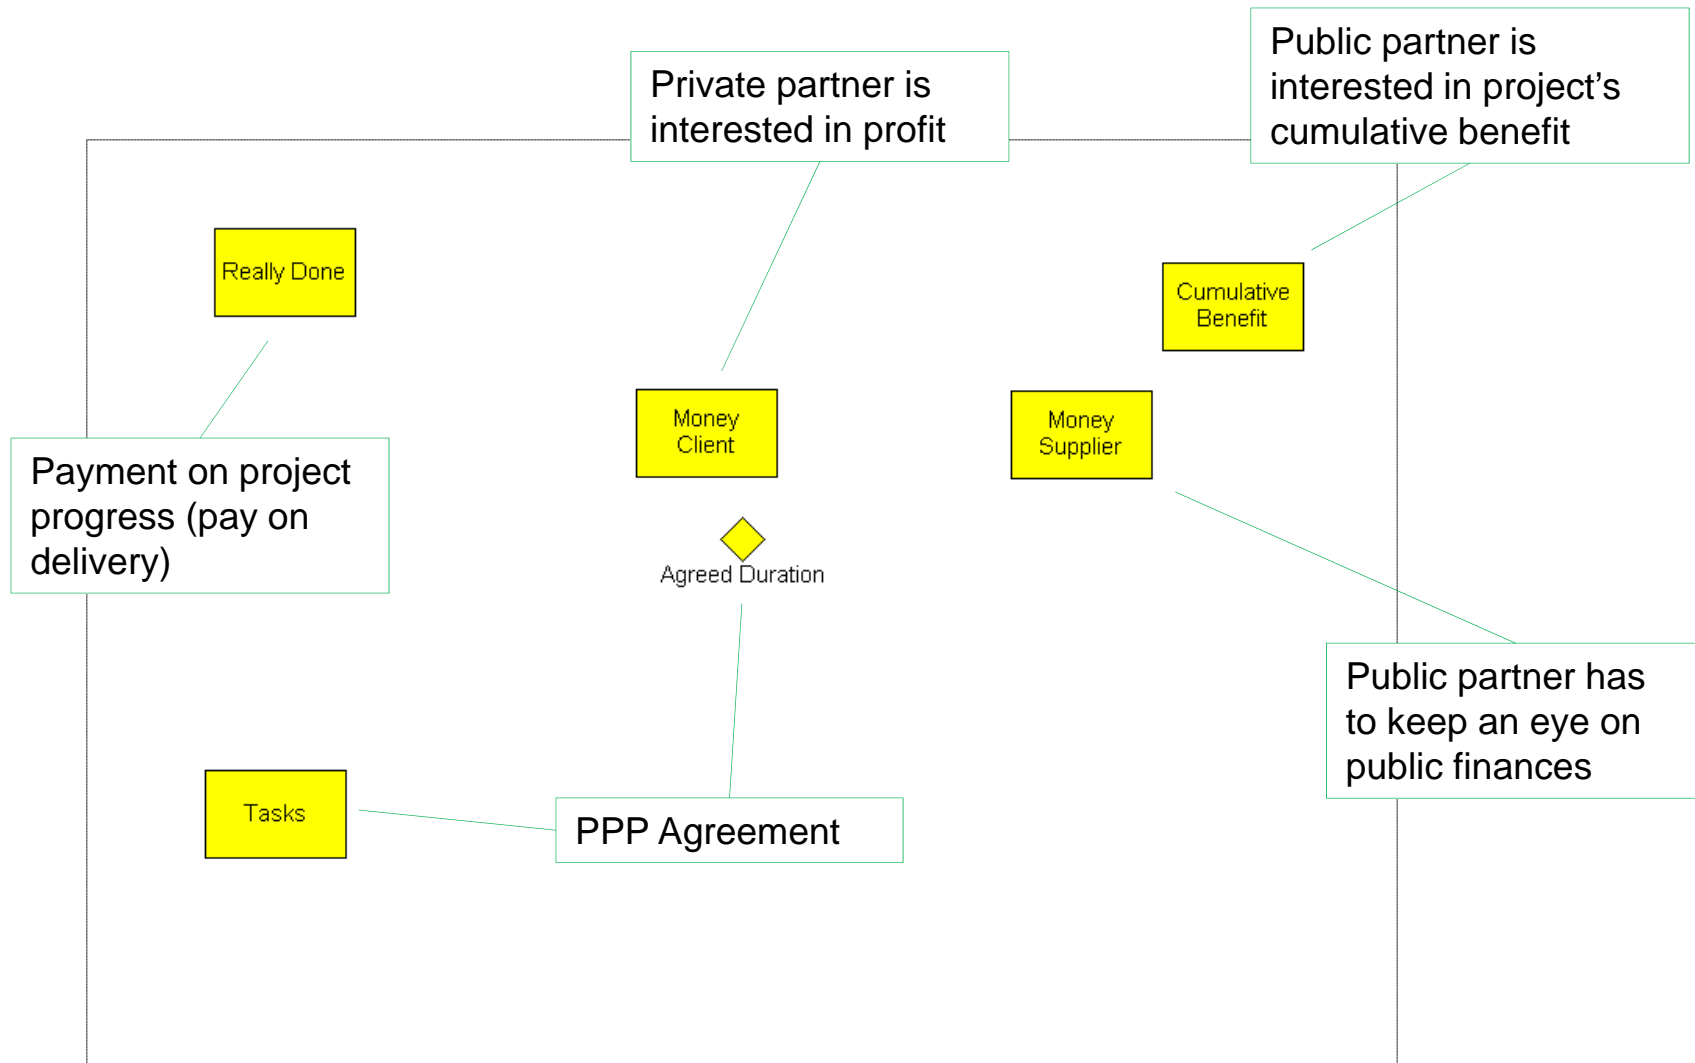 Public partner is
interested in project’s
cumulative benefit
Private partner is
interested in profit
Really Done
Cumulative
Benefit
Money
Client
Money
Supplier
Payment on project
progress (pay on
delivery)
Agreed Duration
Public partner has
to keep an eye on
public finances
Tasks
PPP Agreement